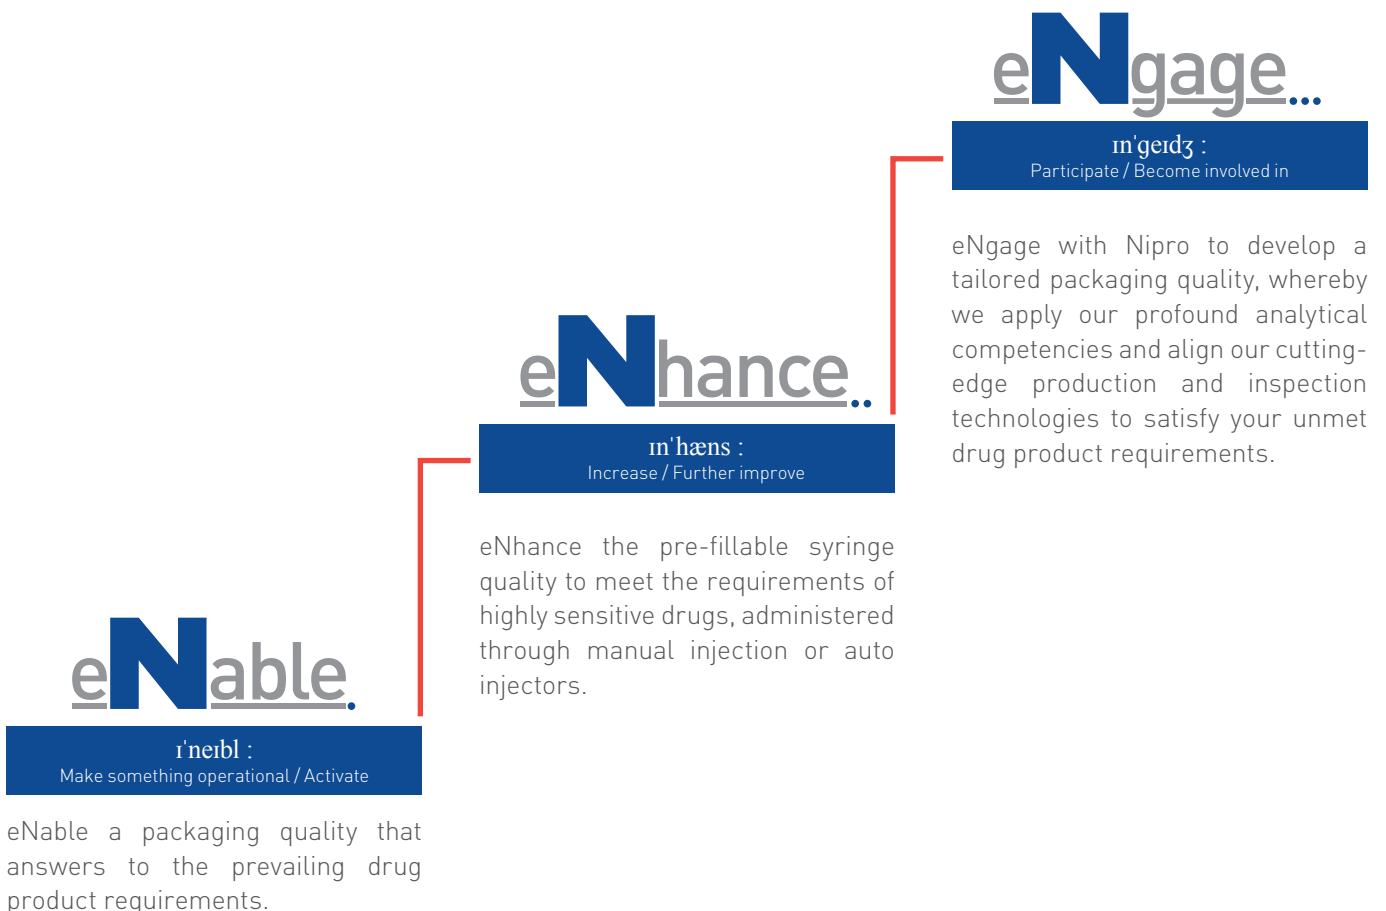 eNgage...
ɪnˈgeɪdʒ :
Participate / Become involved in
eNgage with Nipro to develop a
tailored packaging quality, whereby
we apply our profound analytical
competencies and align our cutting-
edge production and inspection
technologies to satisfy your unmet
drug product requirements.
eNhance..
ɪnˈhæns :
Increase / Further improve
eNhance the pre-fillable syringe
quality to meet the requirements of
highly sensitive drugs, administered
through manual injection or auto
injectors.
eNable.
ɪˈneɪbl :
Make something operational / Activate
eNable a packaging quality that
answers to the prevailing drug
product requirements.